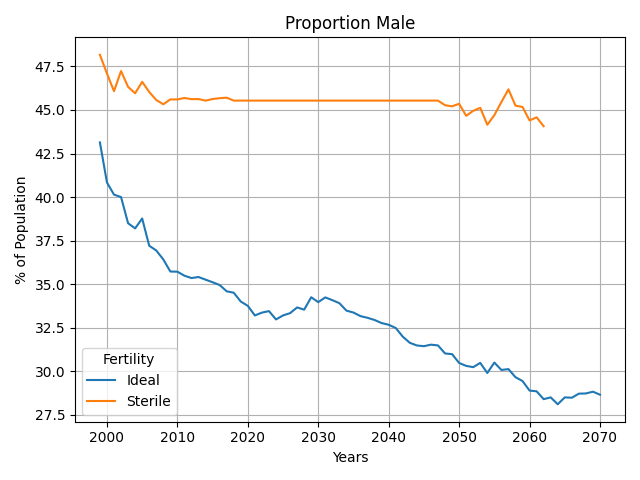 Proportion Male
% of Population
47.5
45.0
42.5
40.0
37.5
35.0
32.5
30.0
27.5
Fertility
Ideal
Sterile
2000 2010 2020 2030 2040 2050 2060 2070
Years